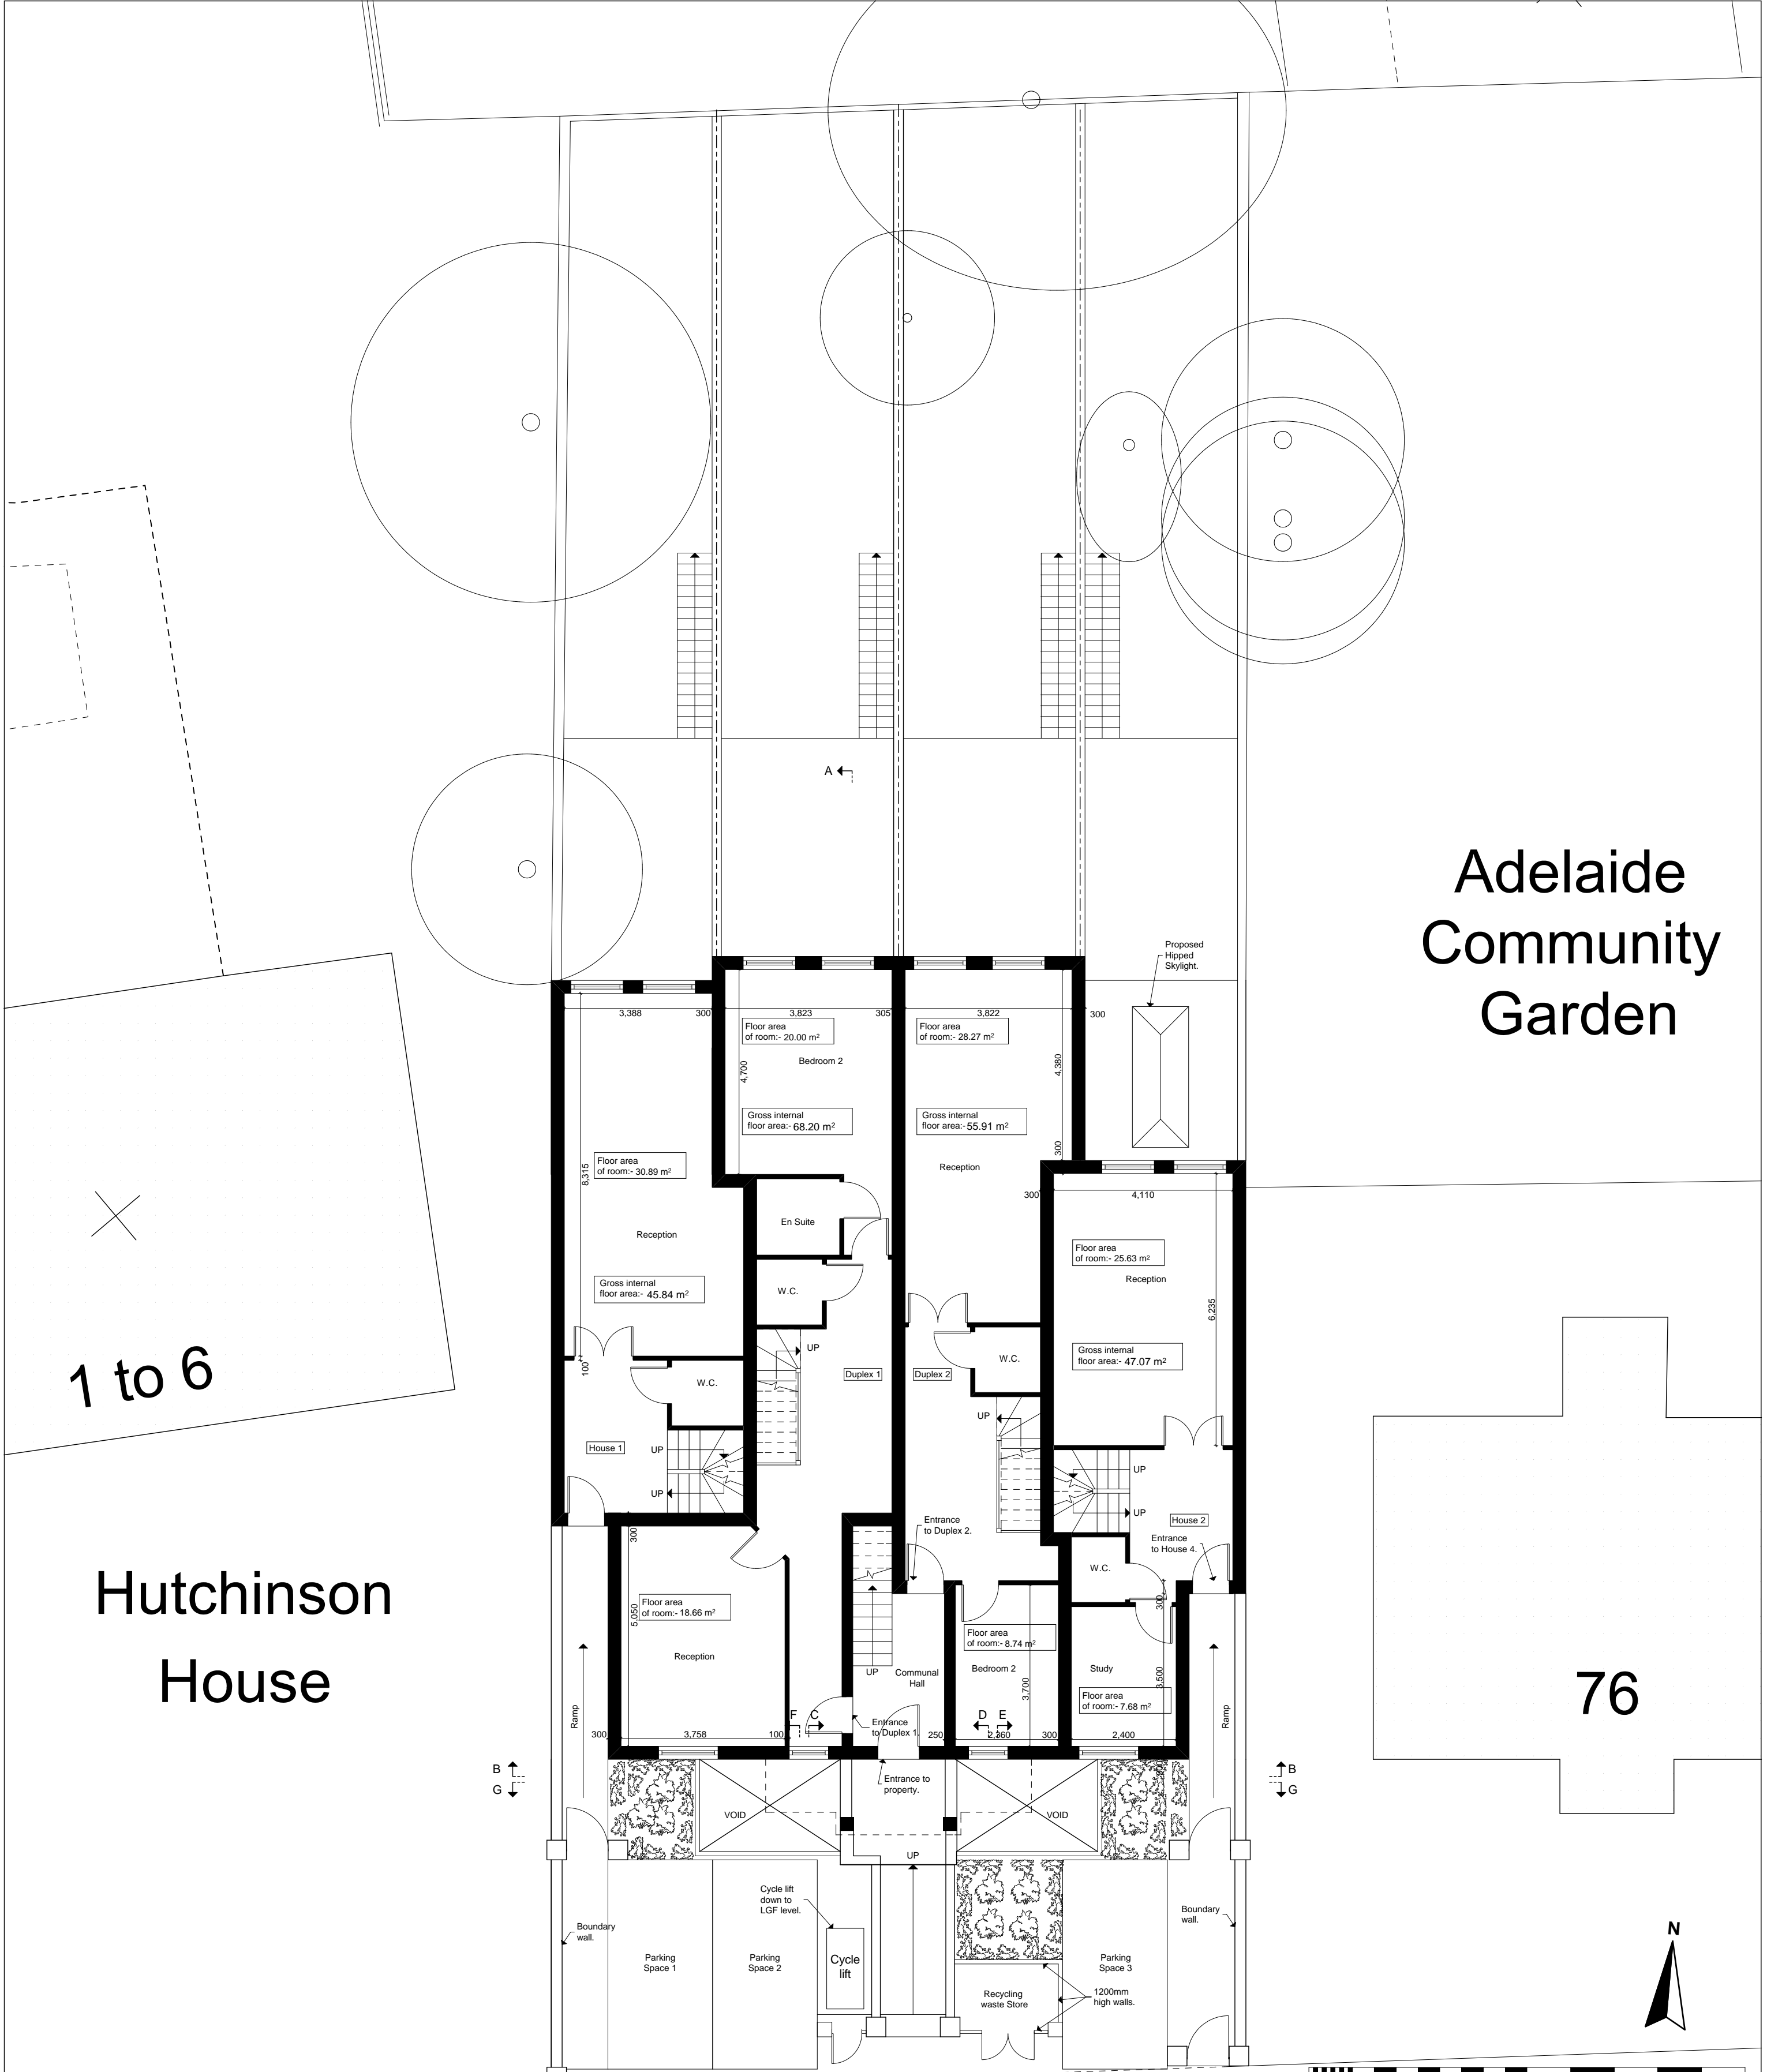 Adelaide
Community
Garden
Proposed
Hipped
Skylight.
A
3,388
300
3,823
305
3,822
300
Floor area
of room:- 20.00 m²
Bedroom 2
4,700
Gross internal
floor area:- 68.20 m²
Floor area
of room:- 28.27 m²
4,380
Gross internal
floor area:- 55.91 m²
300
Reception
Floor area
of room:- 30.89 m²
8,315
Reception
Gross internal
floor area:- 45.84 m²
En Suite
W.C.
300
4,110
Floor area
of room:- 25.63 m²
Reception
6,235
Gross internal
floor area:- 47.07 m²
1 to 6
100
W.C.
UP
Duplex 1
Duplex 2
W.C.
UP
House 1
UP
UP
UP
UP
House 2
Entrance
to House 4.
Entrance
to Duplex 2.
W.C.
300
Hutchinson
House
300
5,050
Floor area
of room:- 18.66 m²
Reception
UP
Communal
Hall
Floor area
of room:- 8.74 m²
Bedroom 2
3,700
Study
3,500
Floor area
of room:- 7.68 m²
76
Ramp
Ramp
F
C
Entrance
to Duplex 1.
D
E
300
3,758
100
250
2,360
300
2,400
B
G
B
G
Entrance to
property.
VOID
VOID
UP
Cycle lift
down to
LGF level.
Boundary
wall.
Boundary
wall.
Parking
Space 1
Parking
Space 2
Cycle
lift
Recycling
waste Store
1200mm
high walls.
Parking
Space 3
N